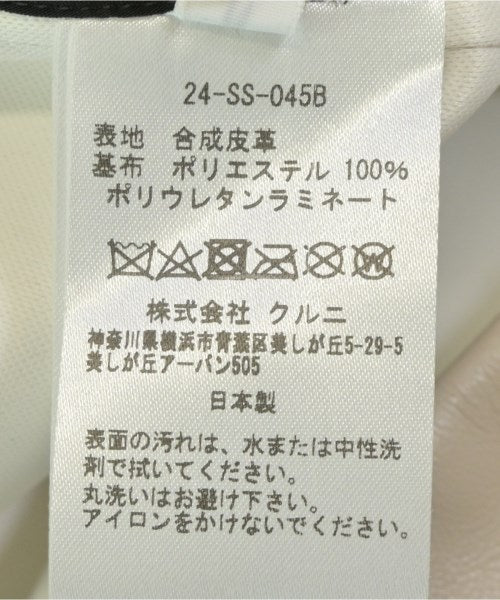 24-SS-045B
表地 合成皮革
基布 ポリエステル 100%
ポリウレタンラミネート
株式会社 クルニ
神奈川県横浜市青葉区美しが丘5-29-5
美しが丘アーバン505
日本製
表面の汚れは、水または中性洗
剤で拭いてください。
丸洗いはお避け下さい。
アイロンをかけないでください。